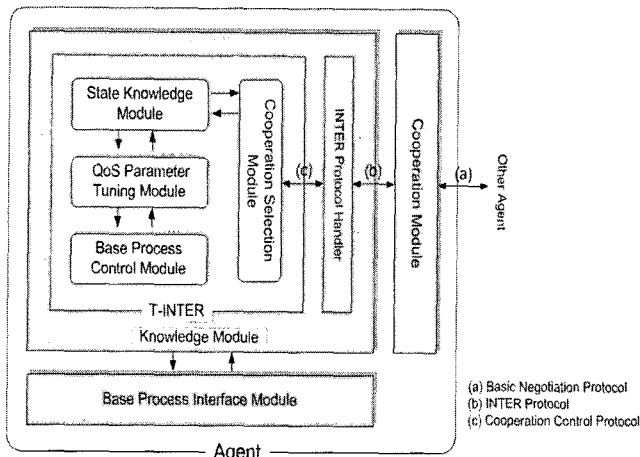 State Knowledge
Module
QoS Parameter
Tuning Module
Base Process
Control Module
Cooperation Selection
Module
(c)
INTER Protocol Handler
(b)
Cooperation Module
(a)
Other Agent
T-INTER
Knowledge Module
Base Process Interface Module
Agent
(a) Basic Negotiation Protocol
(b) INTER Protocol
(c) Cooperation Control Protocol